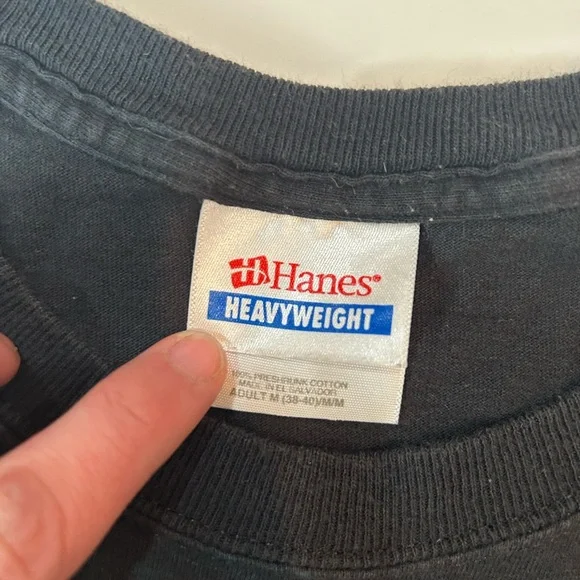 Hanes®
HEAVYWEIGHT
100% PRESHRUNK COTTON
MADE IN EL SALVADOR
ADULT M (38-40)/M/M